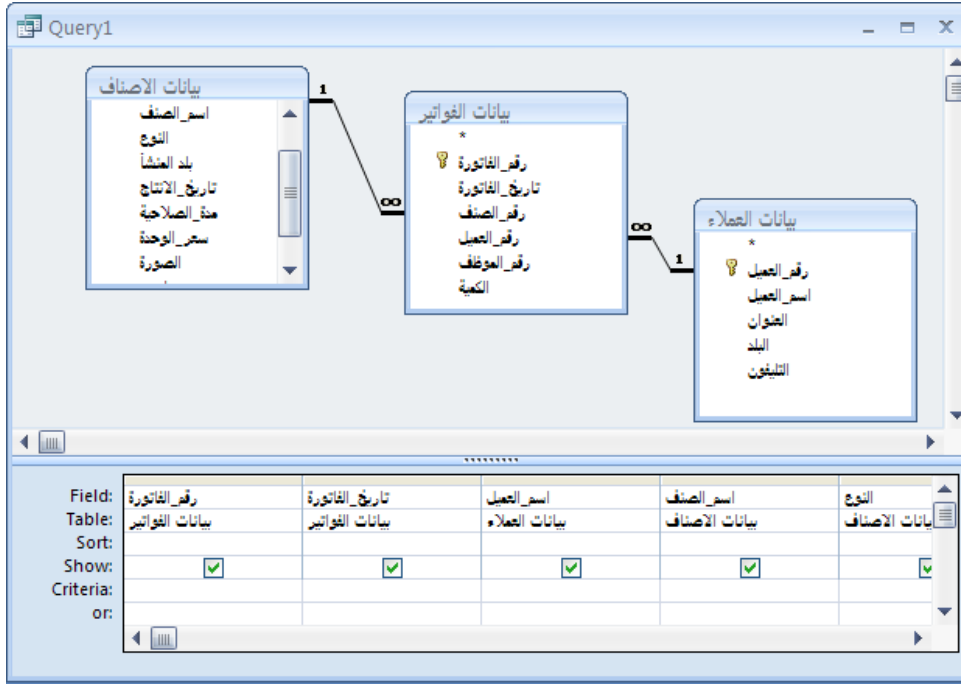 Query1
بيانات الاصناف
اسم_الصنف
النوع
بلد المنشأ
تاريخ_الانتاج
مدة_الصلاحية
سعر_الوحدة
الصورة
1
∞
بيانات الفواتير
*
رقم_الفاتورة
تاريخ_الفاتورة
رقم_الصنف
رقم_العميل
رقم_الموظف
الكمية
∞
1
بيانات العملاء
*
رقم_العميل
اسم_العميل
العنوان
البلد
التليفون
Field: رقم_الفاتورة تاريخ_الفاتورة اسم_العميل اسم_الصنف النوع
Table: بيانات الفواتير بيانات الفواتير بيانات العملاء بيانات الاصناف يانات الاصناف
Sort:
Show:
Criteria:
or: